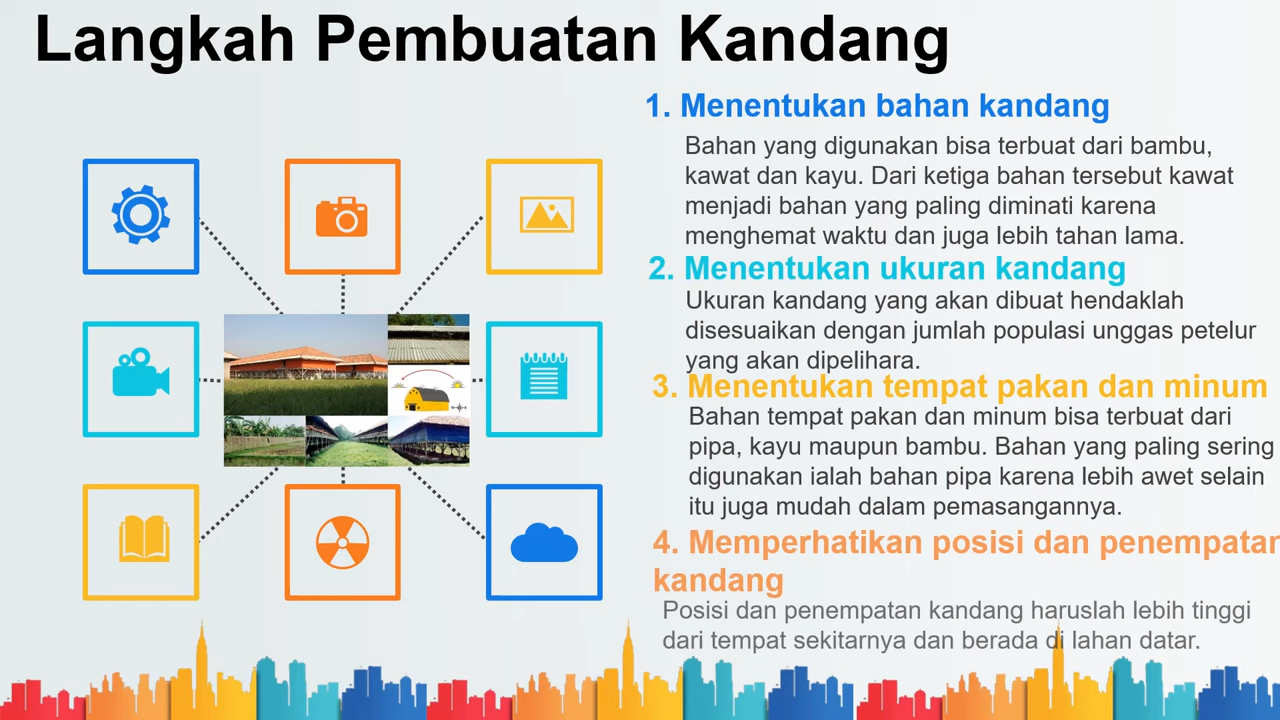 Langkah Pembuatan Kandang
1. Menentukan bahan kandang
Bahan yang digunakan bisa terbuat dari bambu,
kawat dan kayu. Dari ketiga bahan tersebut kawat
menjadi bahan yang paling diminati karena
menghemat waktu dan juga lebih tahan lama.
2. Menentukan ukuran kandang
Ukuran kandang yang akan dibuat hendaklah
disesuaikan dengan jumlah populasi unggas petelur
yang akan dipelihara.
3. Menentukan tempat pakan dan minum
Bahan tempat pakan dan minum bisa terbuat dari
pipa, kayu maupun bambu. Bahan yang paling sering
digunakan ialah bahan pipa karena lebih awet selain
itu juga mudah dalam pemasangannya.
4. Memperhatikan posisi dan penempatan
kandang
Posisi dan penempatan kandang haruslah lebih tinggi
dari tempat sekitarnya dan berada di lahan datar.